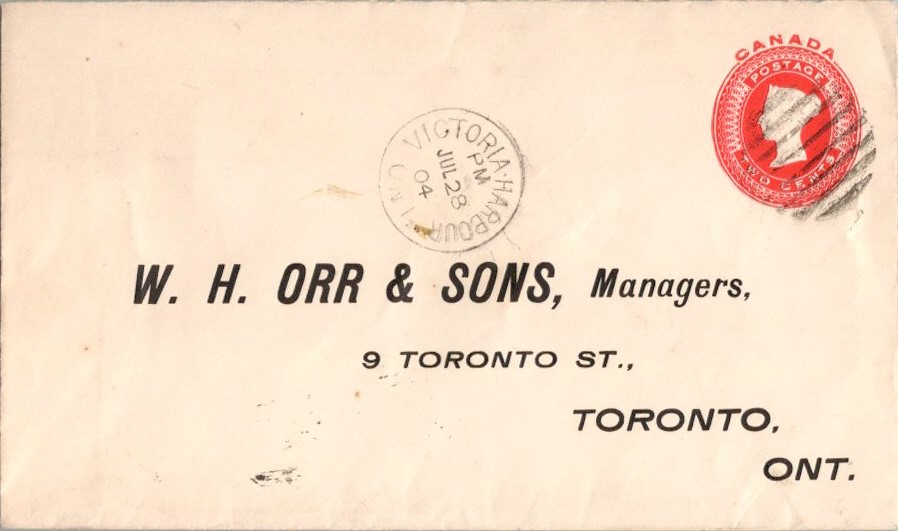 CANADA
POSTAGE
TWO CENTS
VICTORIA·HARBOUR
PM
JUL 28
04
W. H. ORR & SONS, Managers,
9 TORONTO ST.,
TORONTO,
ONT.